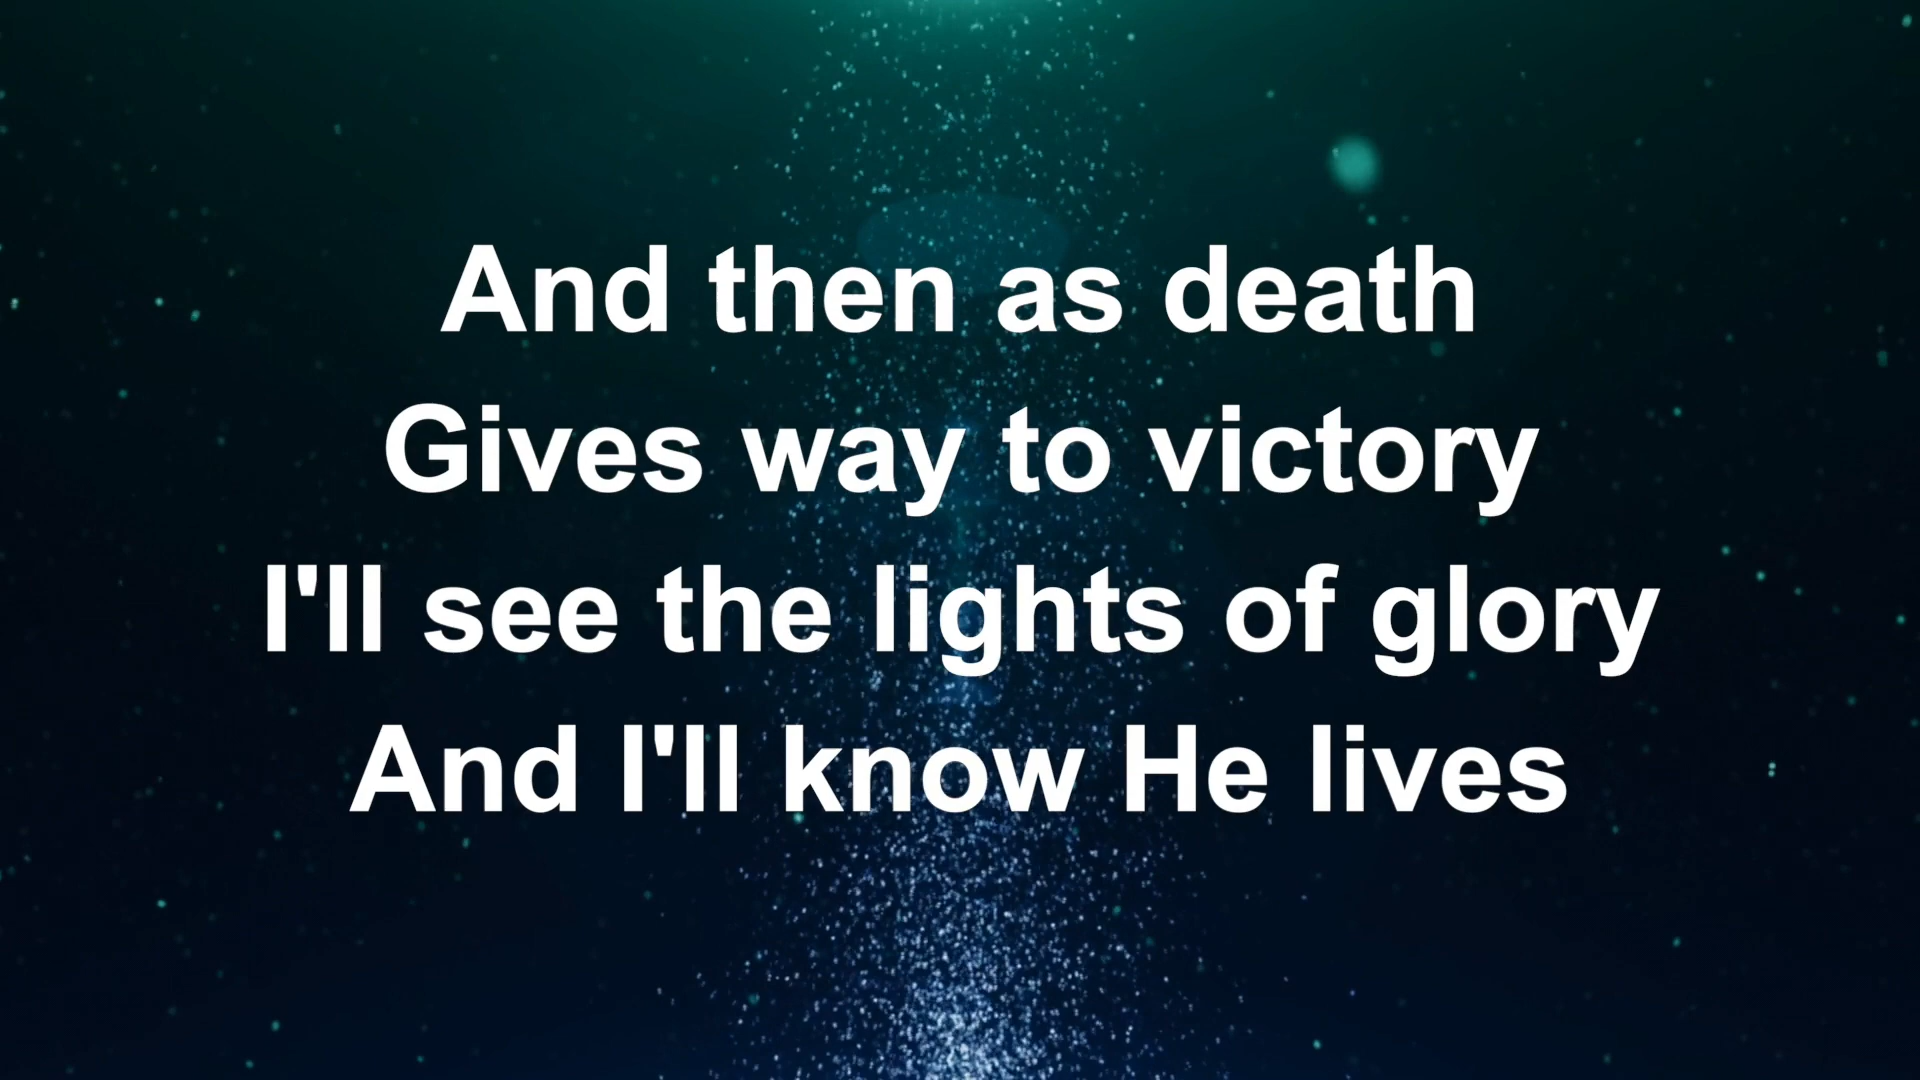 And then as death
Gives way to victory
I'll see the lights of glory
And I'll know He lives